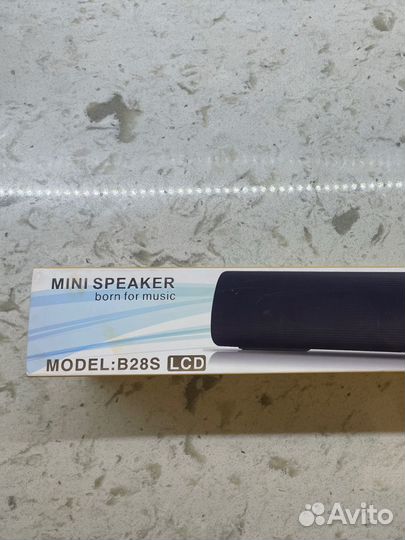 MINI SPEAKER
born for music
MODEL:B28S LCD
Avito